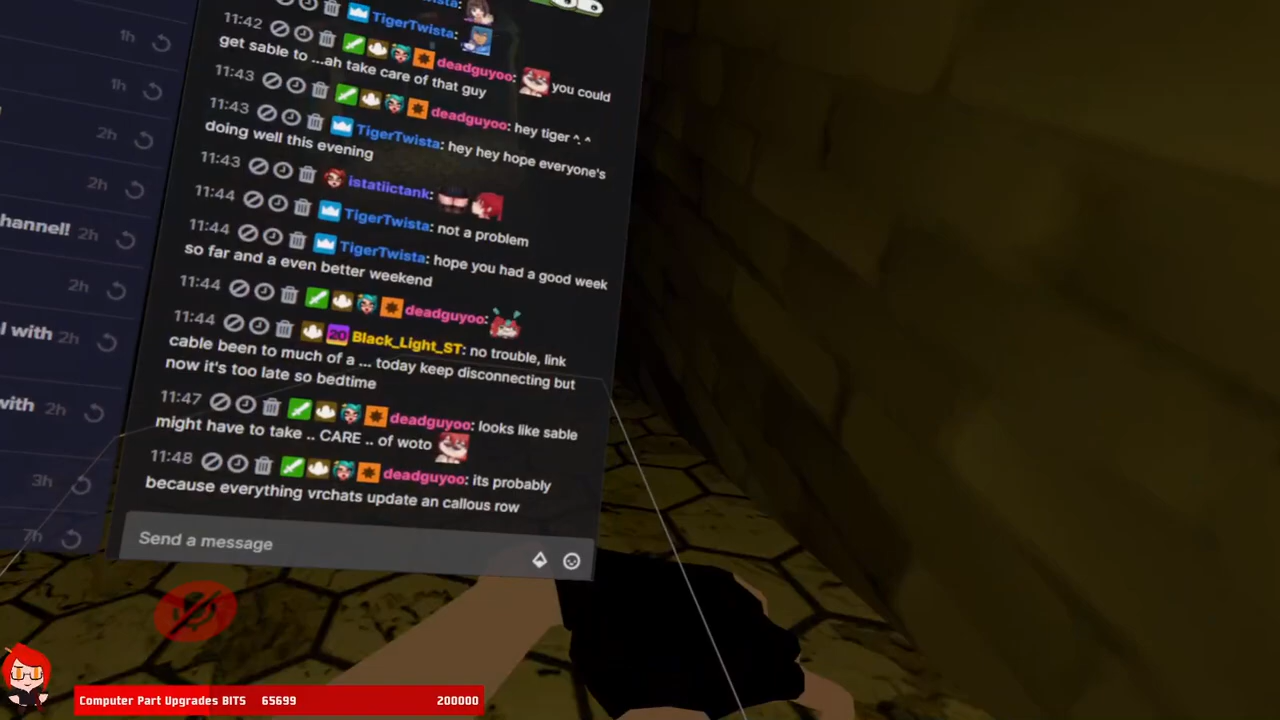 1h
1h
2h
2h
channel! 2h
2h
l with 2h
with 2h
3h
7h
TigerTwista:
11:42
deadguyoo: you could
get sable to ...ah take care of that guy
11:43 deadguyoo: hey tiger ^.^
11:43 TigerTwista: hey hey hope everyone's
doing well this evening
11:43 istatiictank:
11:44 TigerTwista: not a problem
11:44 TigerTwista: hope you had a good week
so far and a even better weekend
11:44 deadguyoo:
11:44 20 Black_Light_ST: no trouble, link
cable been to much of a ... today keep disconnecting but
now it's too late so bedtime
11:47 deadguyoo: looks like sable
might have to take .. CARE .. of woto
11:48 deadguyoo: its probably
because everything vrchats update an callous row
Send a message
Computer Part Upgrades BITS 65699 200000